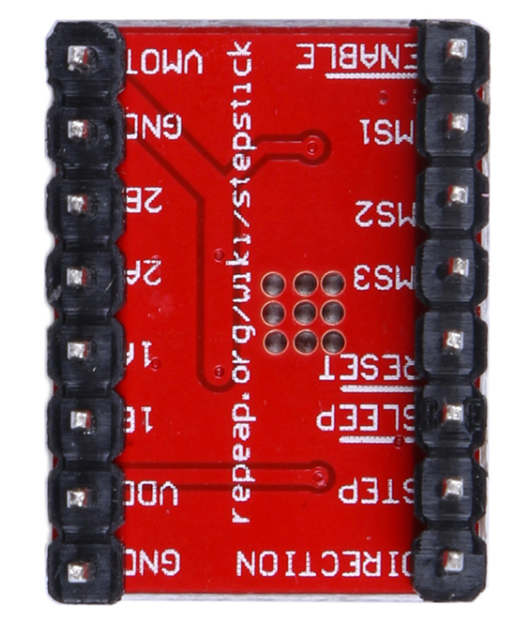 VMOT
ENABLE
GND
MS1
2B
MS2
2A
MS3
1A
RESET
1B
SLEEP
VDD
STEP
GND
DIRECTION
repeap.org/wiki/stepstick